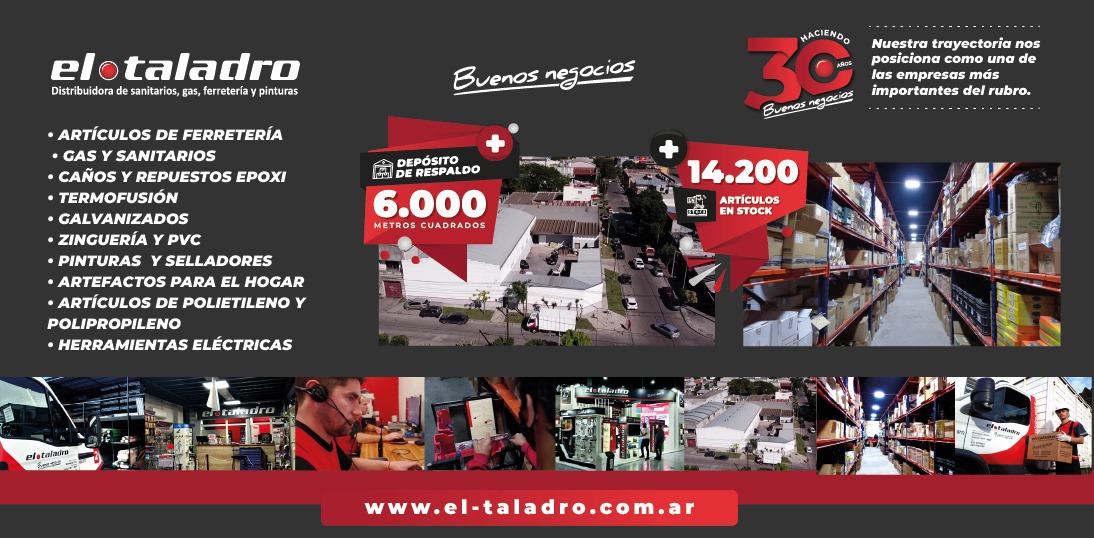 el taladro
Distribuidora de sanitarios, gas, ferretería y pinturas
• ARTÍCULOS DE FERRETERÍA
• GAS Y SANITARIOS
• CAÑOS Y REPUESTOS EPOXI
• TERMOFUSIÓN
• GALVANIZADOS
• ZINGUERÍA Y PVC
• PINTURAS Y SELLADORES
• ARTEFACTOS PARA EL HOGAR
• ARTÍCULOS DE POLIETILENO Y
POLIPROPILENO
• HERRAMIENTAS ELÉCTRICAS
Buenos negocios
HACIENDO
30
AÑOS
Buenos negocios
Nuestra trayectoria nos
posiciona como una de
las empresas más
importantes del rubro.
+
DEPÓSITO
DE RESPALDO
6.000
METROS CUADRADOS
+
14.200
ARTÍCULOS
EN STOCK
el taladro
el taladro
el taladro
el taladro
www.el-taladro.com.ar